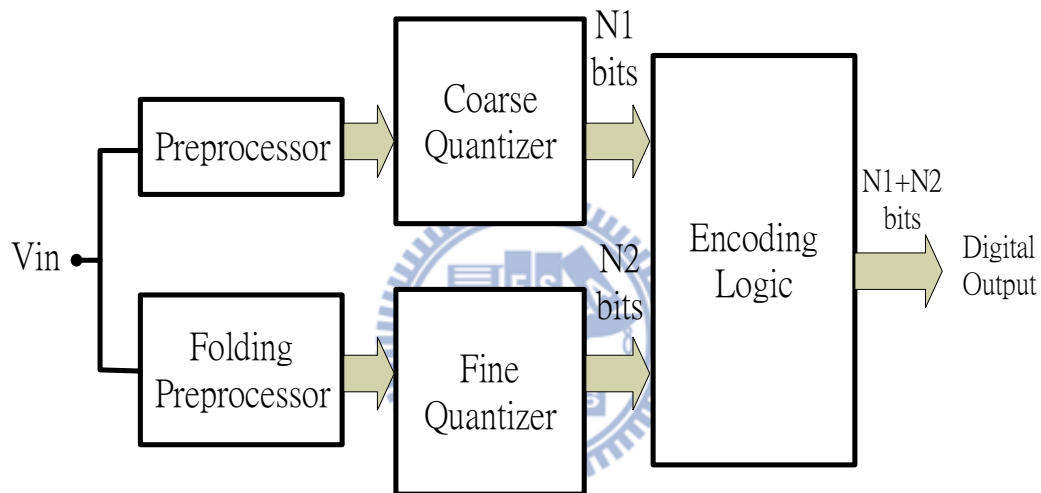 N1
bits
Preprocessor
Coarse
Quantizer
N1+N2
bits
Vin
Encoding
Logic
Digital
Output
N2
bits
Folding
Preprocessor
Fine
Quantizer